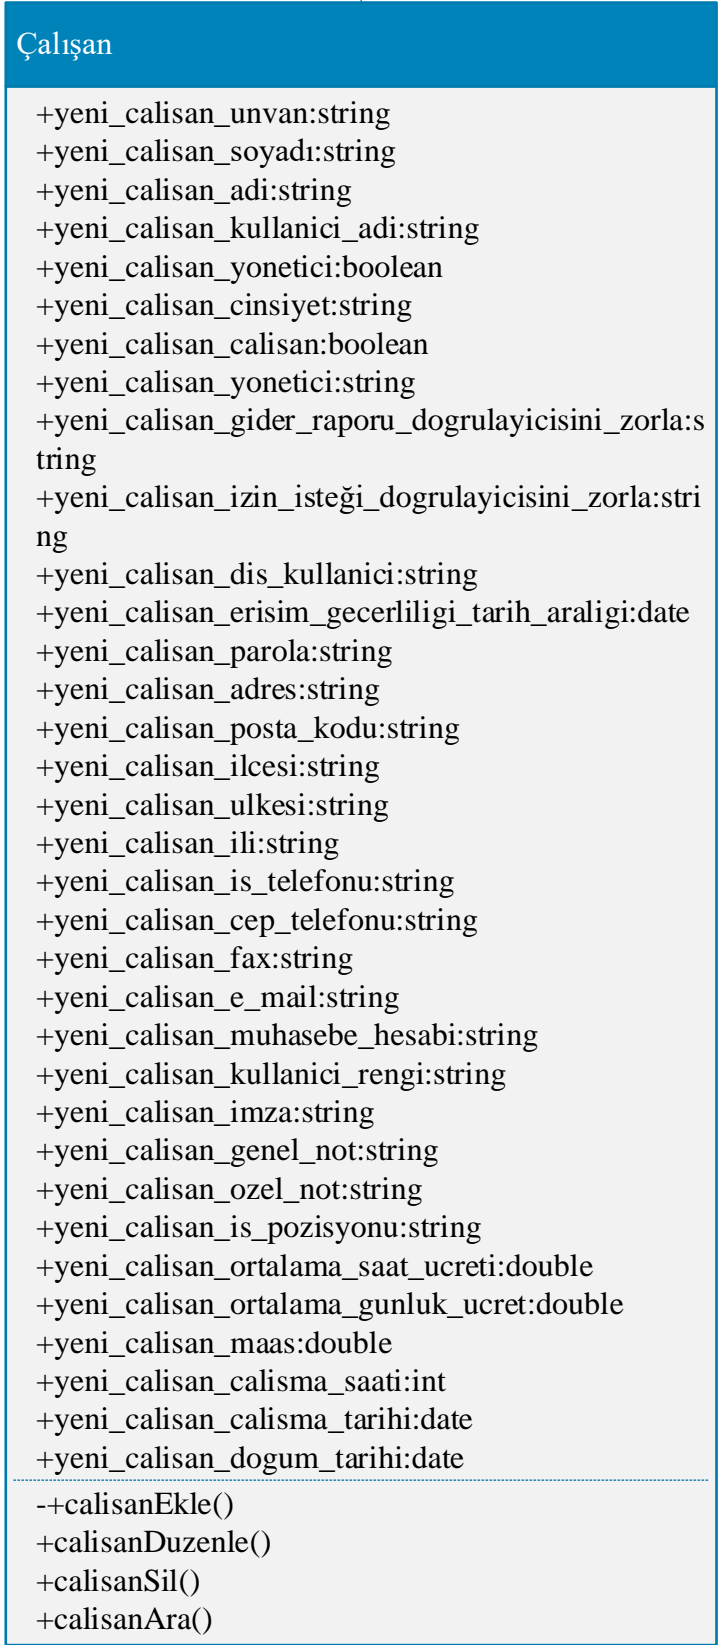 Çalışan
+yeni_calisan_unvan:string
+yeni_calisan_soyadı:string
+yeni_calisan_adi:string
+yeni_calisan_kullanici_adi:string
+yeni_calisan_yonetici:boolean
+yeni_calisan_cinsiyet:string
+yeni_calisan_calisan:boolean
+yeni_calisan_yonetici:string
+yeni_calisan_gider_raporu_dogrulayicisini_zorla:s
tring
+yeni_calisan_izin_isteği_dogrulayicisini_zorla:stri
ng
+yeni_calisan_dis_kullanici:string
+yeni_calisan_erisim_gecerliligi_tarih_araligi:date
+yeni_calisan_parola:string
+yeni_calisan_adres:string
+yeni_calisan_posta_kodu:string
+yeni_calisan_ilcesi:string
+yeni_calisan_ulkesi:string
+yeni_calisan_ili:string
+yeni_calisan_is_telefonu:string
+yeni_calisan_cep_telefonu:string
+yeni_calisan_fax:string
+yeni_calisan_e_mail:string
+yeni_calisan_muhasebe_hesabi:string
+yeni_calisan_kullanici_rengi:string
+yeni_calisan_imza:string
+yeni_calisan_genel_not:string
+yeni_calisan_ozel_not:string
+yeni_calisan_is_pozisyonu:string
+yeni_calisan_ortalama_saat_ucreti:double
+yeni_calisan_ortalama_gunluk_ucret:double
+yeni_calisan_maas:double
+yeni_calisan_calisma_saati:int
+yeni_calisan_calisma_tarihi:date
+yeni_calisan_dogum_tarihi:date
-+calisanEkle()
+calisanDuzenle()
+calisanSil()
+calisanAra()